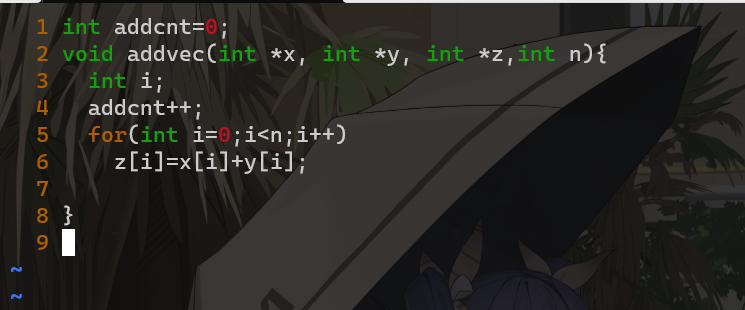 1 int addcnt=0;
2 void addvec(int *x, int *y, int *z,int n){
3   int i;
4   addcnt++;
5   for(int i=0;i<n;i++)
6     z[i]=x[i]+y[i];
7
8 }
9
~
~